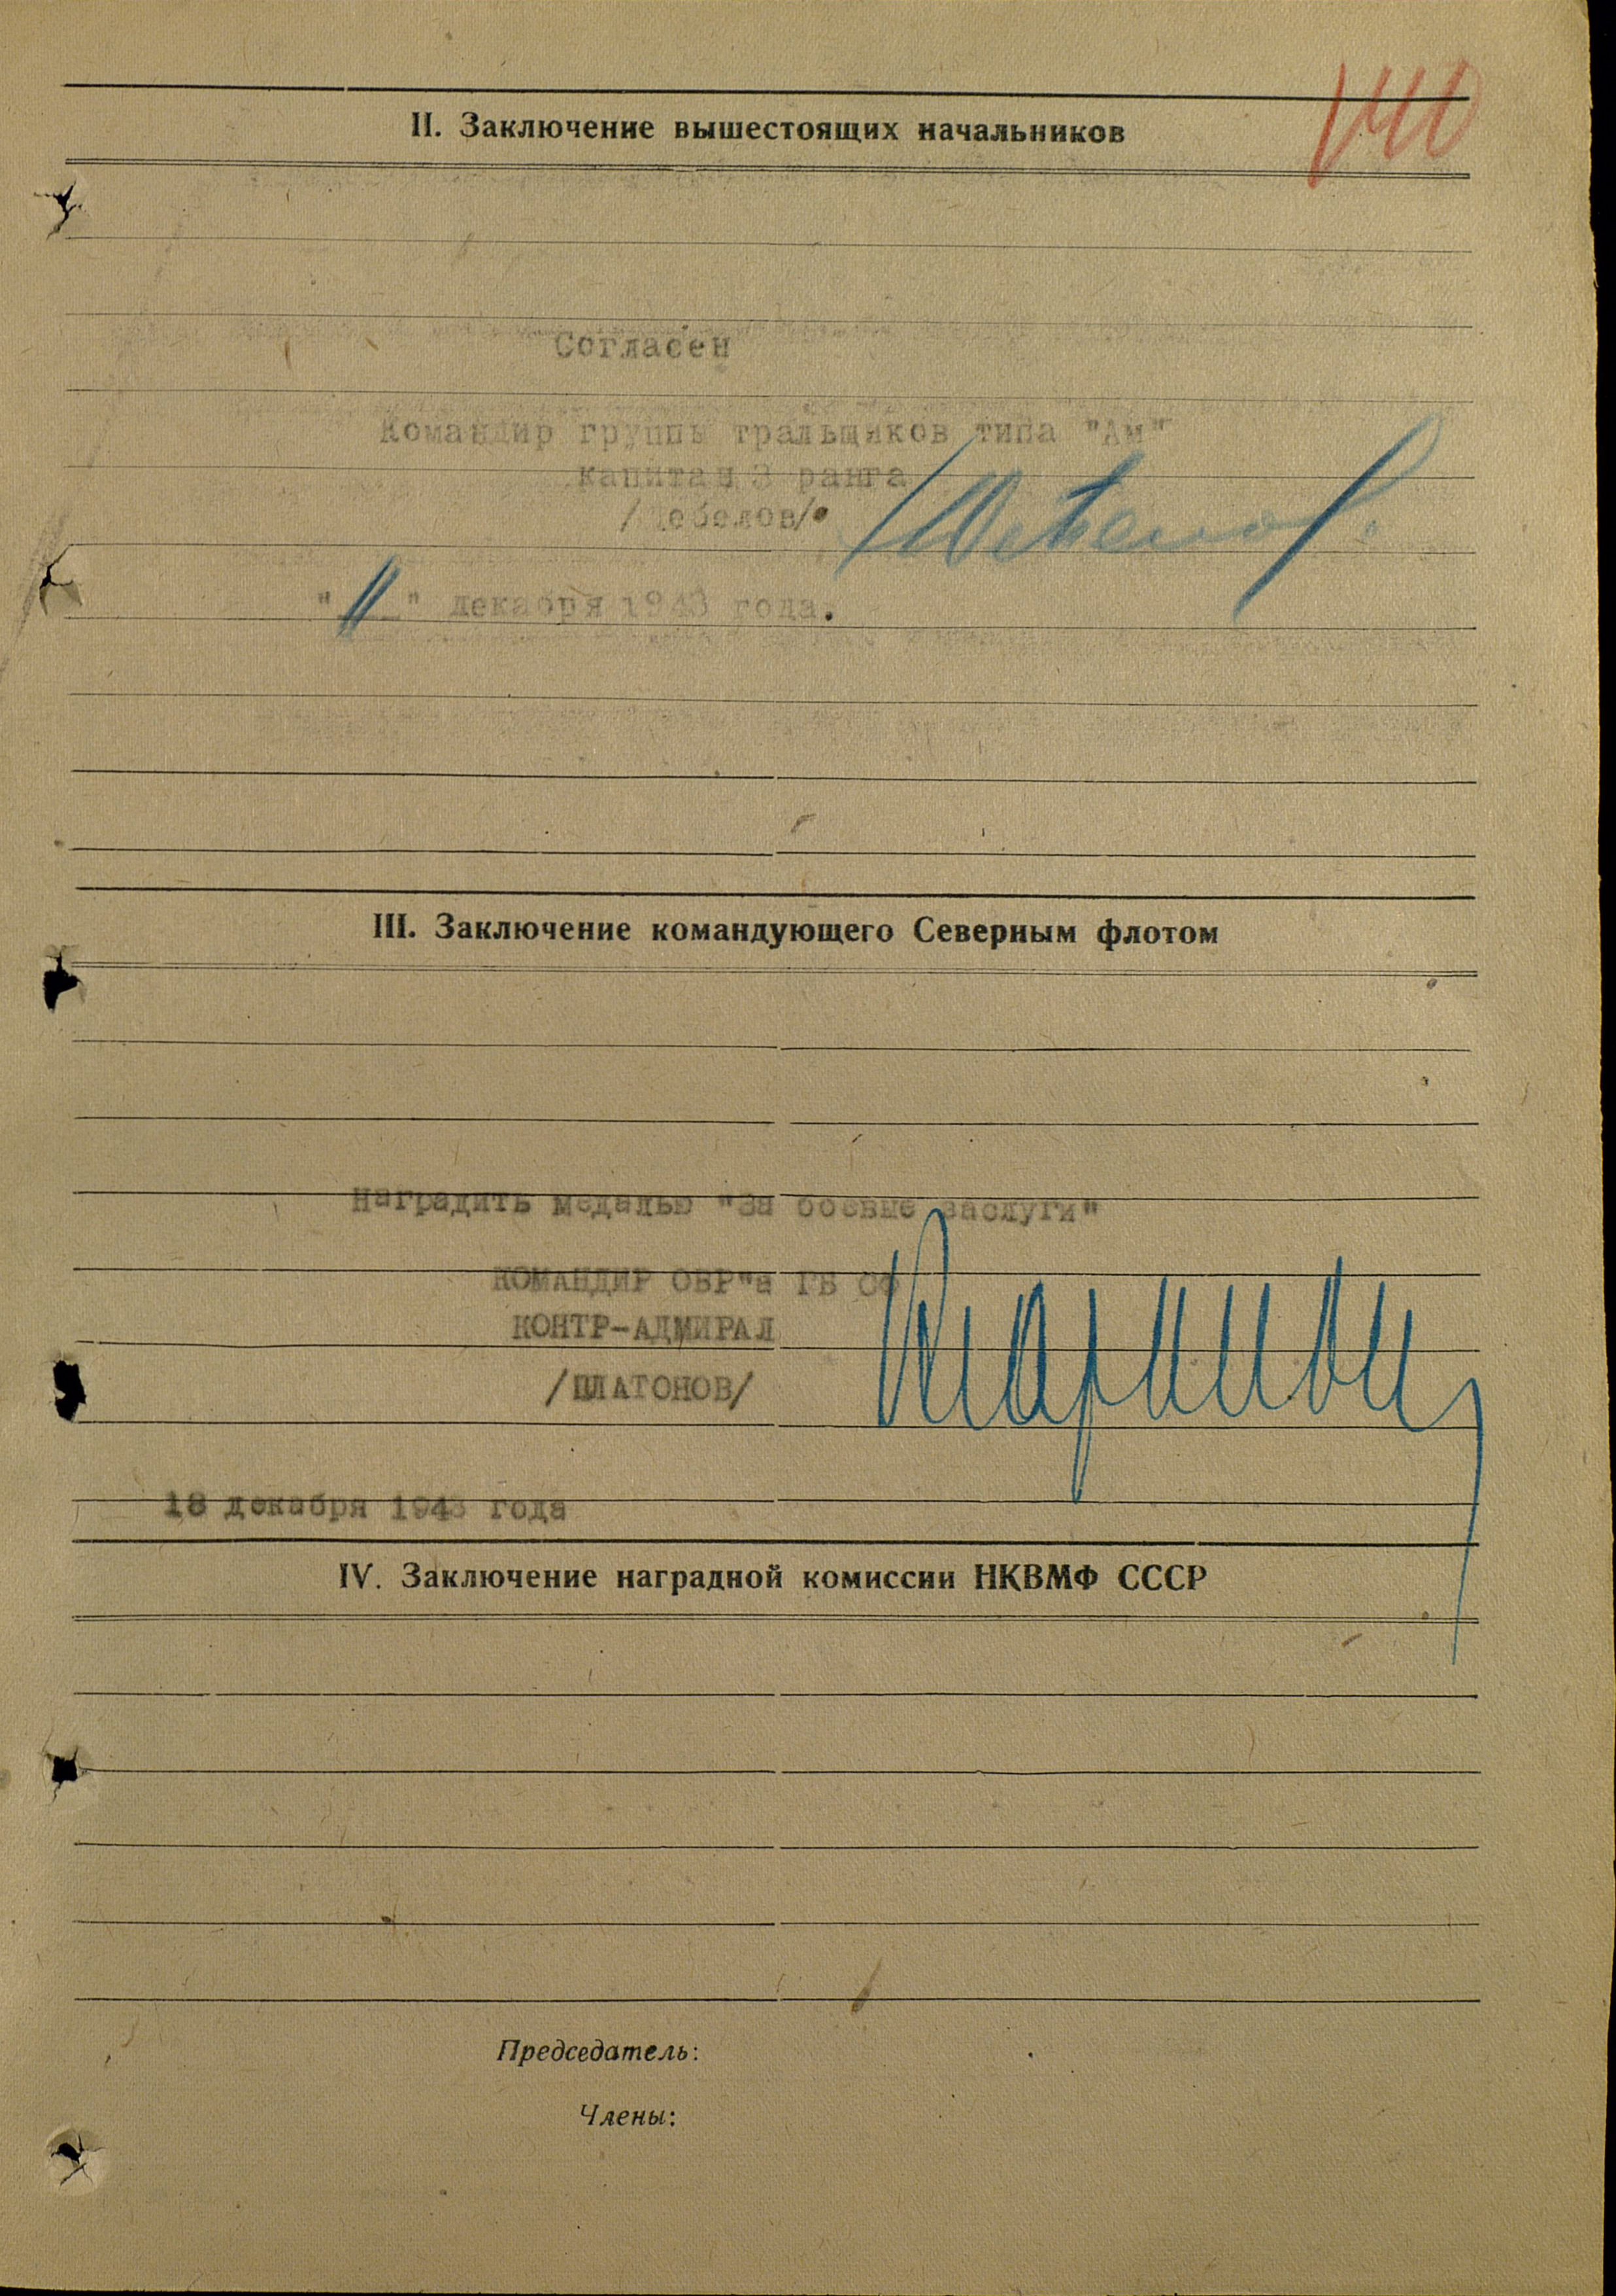 140
II. Заключение вышестоящих начальников
Согласен
Командир группы тральщиков типа "Ам"
капитан 3 ранга
"11" декабря 1943 года.
III. Заключение командующего Северным флотом
Наградить медалью "За боевые заслуги"
КОМАНДИР ОВР"а ГБ СФ
КОНТР-АДМИРАЛ
/ПЛАТОНОВ/
18 декабря 1943 года
IV. Заключение наградной комиссии НКВМФ СССР
Председатель:
Члены: